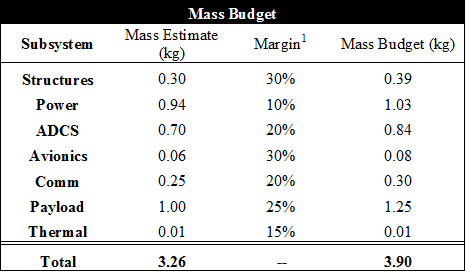 Mass Budget
Subsystem Mass Estimate (kg) Margin1 Mass Budget (kg)
Structures 0.30 30% 0.39
Power 0.94 10% 1.03
ADCS 0.70 20% 0.84
Avionics 0.06 30% 0.08
Comm 0.25 20% 0.30
Payload 1.00 25% 1.25
Thermal 0.01 15% 0.01
Total 3.26 -- 3.90